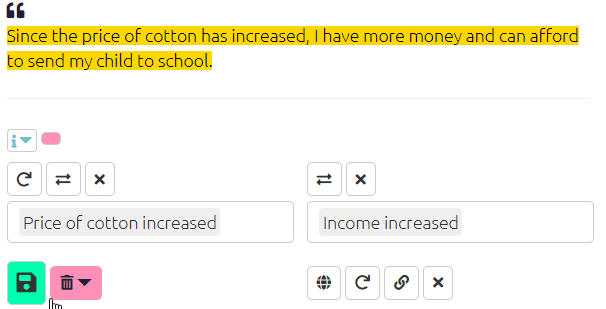 Since the price of cotton has increased, I have more money and can afford
to send my child to school.
Price of cotton increased
Income increased